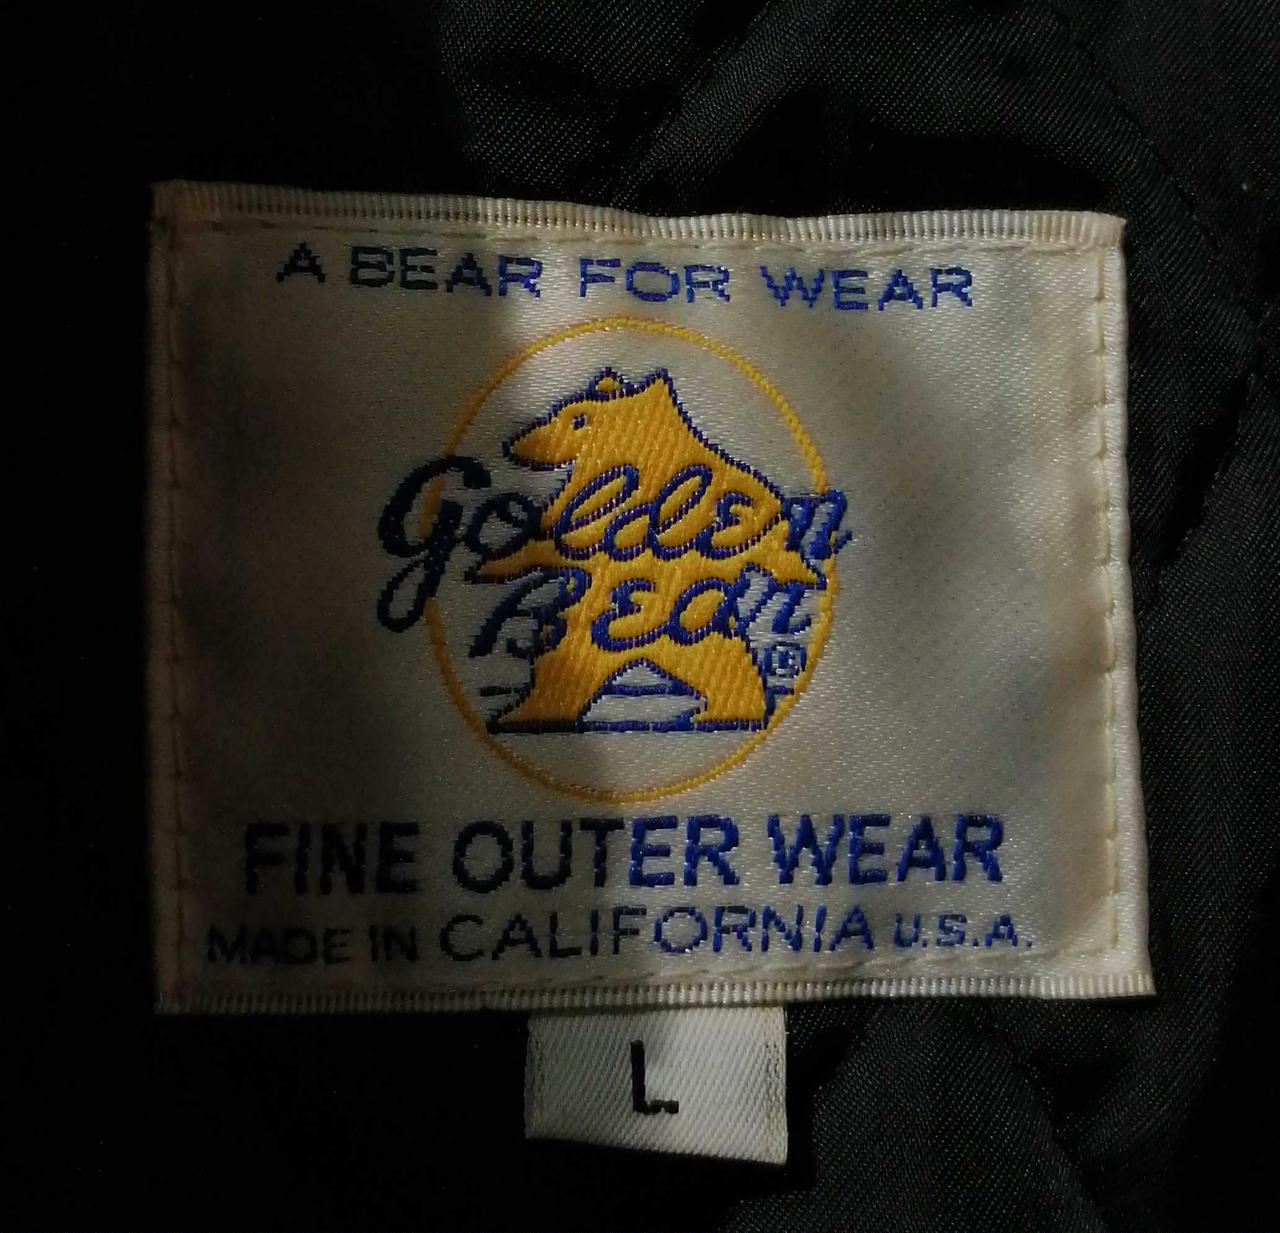 A BEAR FOR WEAR
Golden
Bear
®
FINE OUTER WEAR
MADE IN CALIFORNIA U.S.A.
L